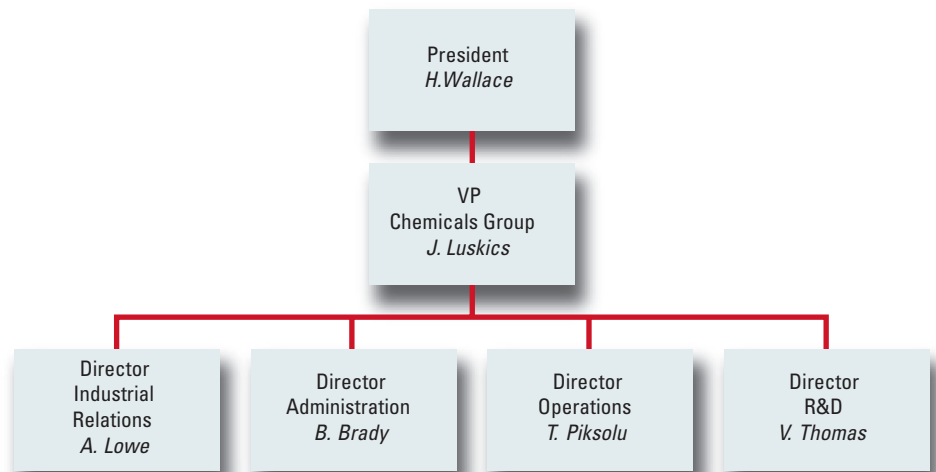 President
H.Wallace
VP
Chemicals Group
J. Luskics
Director
Industrial
Relations
A. Lowe
Director
Administration
B. Brady
Director
Operations
T. Piksolu
Director
R&D
V. Thomas